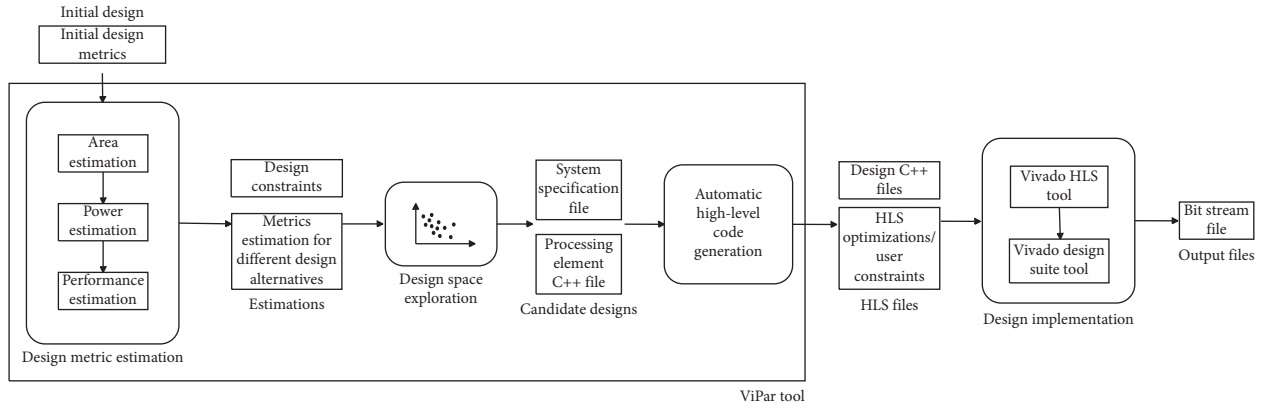 Initial design
Initial design
metrics
Area
estimation
Power
estimation
Performance
estimation
Design metric estimation
Design
constraints
Metrics
estimation for
different design
alternatives
Estimations
Design space
exploration
System
specification
file
Processing
element
C++ file
Candidate designs
Automatic
high-level
code
generation
ViPar tool
Design C++
files
HLS
optimizations/
user
constraints
HLS files
Vivado HLS
tool
Vivado design
suite tool
Design implementation
Bit stream
file
Output files